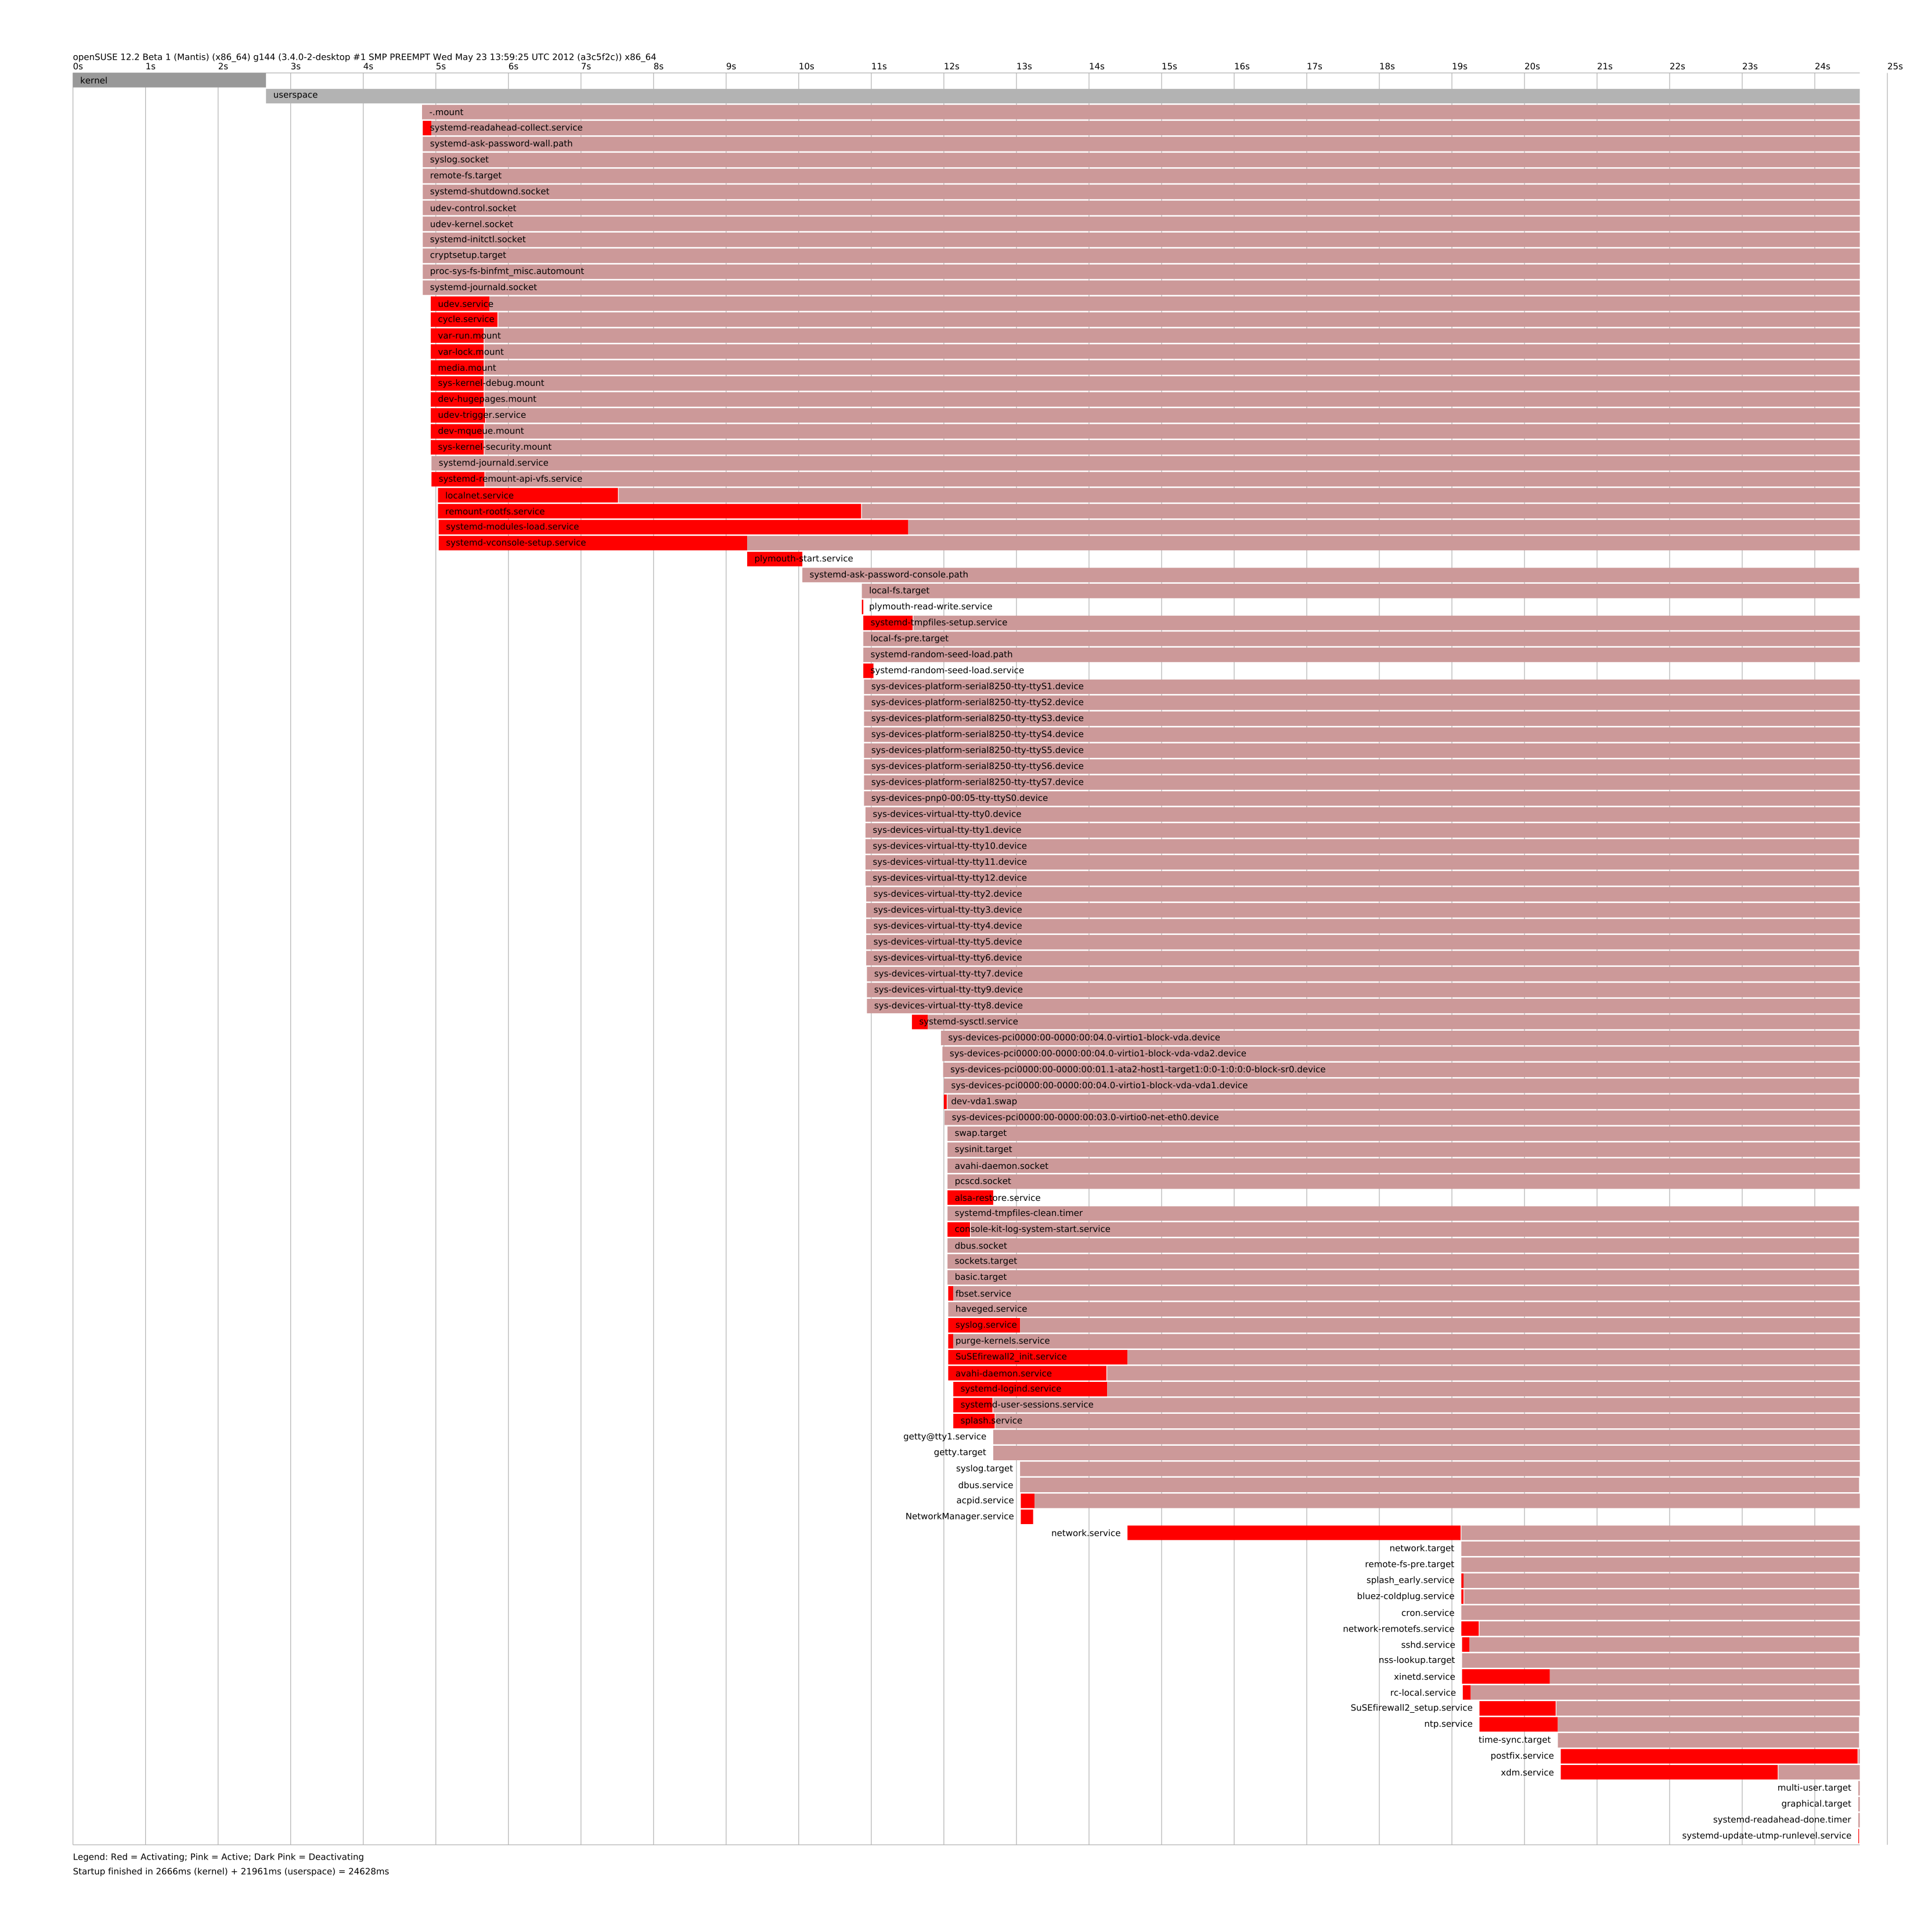 openSUSE 12.2 Beta 1 (Mantis) (x86_64) g144 (3.4.0-2-desktop #1 SMP PREEMPT Wed May 23 13:59:25 UTC 2012 (a3c5f2c)) x86_64
0s 1s 2s 3s 4s 5s 6s 7s 8s 9s 10s 11s 12s 13s 14s 15s 16s 17s 18s 19s 20s 21s 22s 23s 24s 25s
kernel
userspace
-.mount
systemd-readahead-collect.service
systemd-ask-password-wall.path
syslog.socket
remote-fs.target
systemd-shutdownd.socket
udev-control.socket
udev-kernel.socket
systemd-initctl.socket
cryptsetup.target
proc-sys-fs-binfmt_misc.automount
systemd-journald.socket
udev.service
cycle.service
var-run.mount
var-lock.mount
media.mount
sys-kernel-debug.mount
dev-hugepages.mount
udev-trigger.service
dev-mqueue.mount
sys-kernel-security.mount
systemd-journald.service
systemd-remount-api-vfs.service
localnet.service
remount-rootfs.service
systemd-modules-load.service
systemd-vconsole-setup.service
plymouth-start.service
systemd-ask-password-console.path
local-fs.target
plymouth-read-write.service
systemd-tmpfiles-setup.service
local-fs-pre.target
systemd-random-seed-load.path
systemd-random-seed-load.service
sys-devices-platform-serial8250-tty-ttyS1.device
sys-devices-platform-serial8250-tty-ttyS2.device
sys-devices-platform-serial8250-tty-ttyS3.device
sys-devices-platform-serial8250-tty-ttyS4.device
sys-devices-platform-serial8250-tty-ttyS5.device
sys-devices-platform-serial8250-tty-ttyS6.device
sys-devices-platform-serial8250-tty-ttyS7.device
sys-devices-pnp0-00:05-tty-ttyS0.device
sys-devices-virtual-tty-tty0.device
sys-devices-virtual-tty-tty1.device
sys-devices-virtual-tty-tty10.device
sys-devices-virtual-tty-tty11.device
sys-devices-virtual-tty-tty12.device
sys-devices-virtual-tty-tty2.device
sys-devices-virtual-tty-tty3.device
sys-devices-virtual-tty-tty4.device
sys-devices-virtual-tty-tty5.device
sys-devices-virtual-tty-tty6.device
sys-devices-virtual-tty-tty7.device
sys-devices-virtual-tty-tty9.device
sys-devices-virtual-tty-tty8.device
systemd-sysctl.service
sys-devices-pci0000:00-0000:00:04.0-virtio1-block-vda.device
sys-devices-pci0000:00-0000:00:04.0-virtio1-block-vda-vda2.device
sys-devices-pci0000:00-0000:00:01.1-ata2-host1-target1:0:0-1:0:0:0-block-sr0.device
sys-devices-pci0000:00-0000:00:04.0-virtio1-block-vda-vda1.device
dev-vda1.swap
sys-devices-pci0000:00-0000:00:03.0-virtio0-net-eth0.device
swap.target
sysinit.target
avahi-daemon.socket
pcscd.socket
alsa-restore.service
systemd-tmpfiles-clean.timer
console-kit-log-system-start.service
dbus.socket
sockets.target
basic.target
fbset.service
haveged.service
syslog.service
purge-kernels.service
SuSEfirewall2_init.service
avahi-daemon.service
systemd-logind.service
systemd-user-sessions.service
splash.service
getty@tty1.service
getty.target
syslog.target
dbus.service
acpid.service
NetworkManager.service
network.service
network.target
remote-fs-pre.target
splash_early.service
bluez-coldplug.service
cron.service
network-remotefs.service
sshd.service
nss-lookup.target
xinetd.service
rc-local.service
SuSEfirewall2_setup.service
ntp.service
time-sync.target
postfix.service
xdm.service
multi-user.target
graphical.target
systemd-readahead-done.timer
systemd-update-utmp-runlevel.service
Legend: Red = Activating; Pink = Active; Dark Pink = Deactivating
Startup finished in 2666ms (kernel) + 21961ms (userspace) = 24628ms